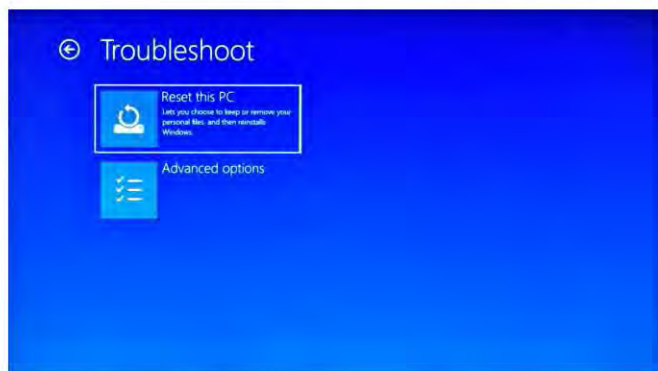 Troubleshoot
Reset this PC
Lets you choose to keep or remove your
personal files, and then reinstalls
Windows.
Advanced options